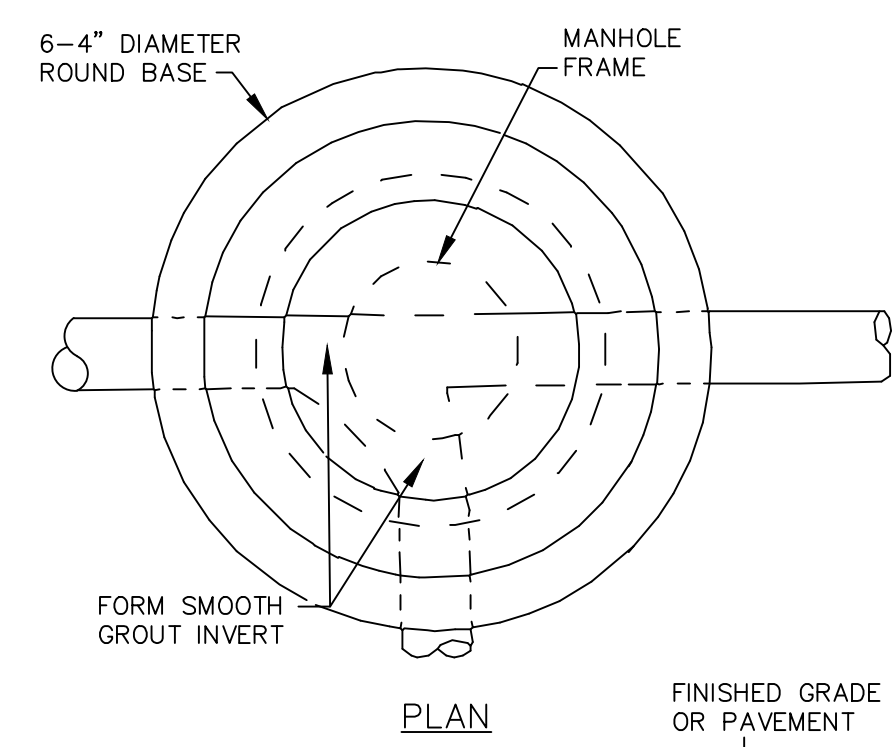 6-4" DIAMETER
ROUND BASE
MANHOLE
FRAME
FORM SMOOTH
GROUT INVERT
PLAN
FINISHED GRADE
OR PAVEMENT